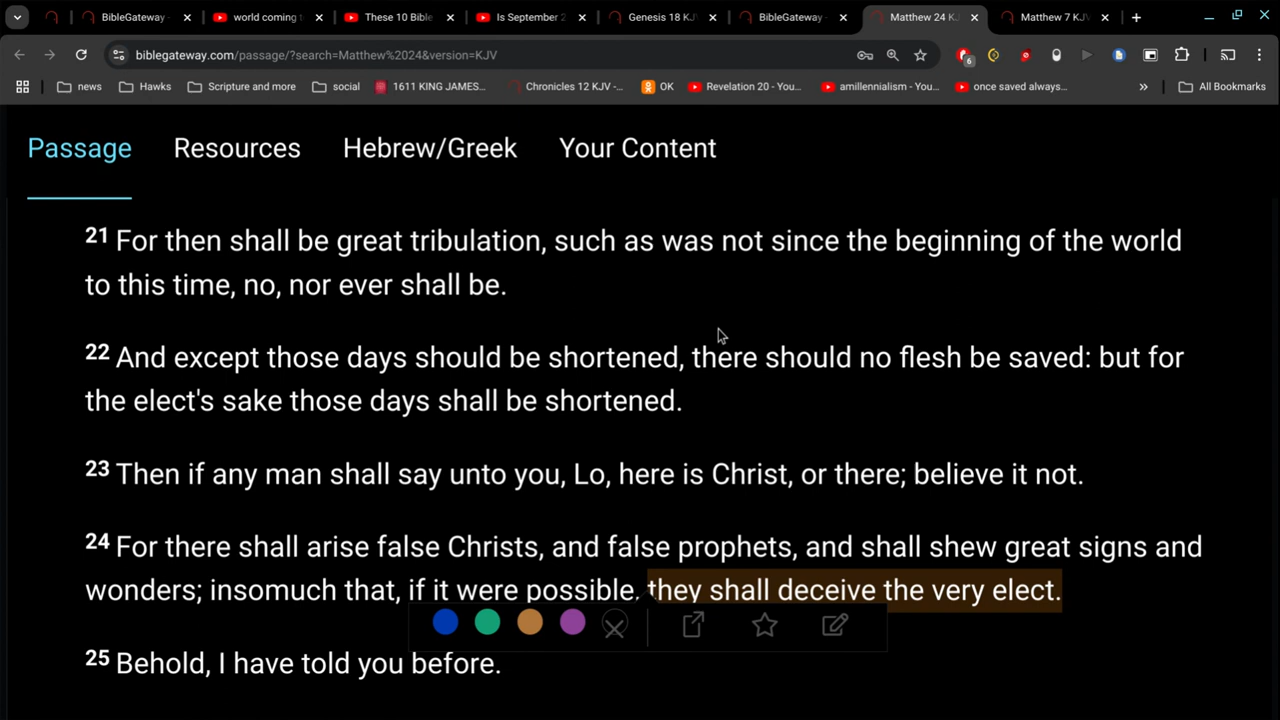 BibleGateway -
world coming
These 10 Bible
Is September 2
Genesis 18 KJ
BibleGateway -
Matthew 24 KJ
Matthew 7 KJV
biblegateway.com/passage/?search=Matthew%2024&version=KJV
6
news
Hawks
Scripture and more
social
1611 KING JAMES...
Chronicles 12 KJV -...
OK
Revelation 20 - You...
amillennialism - You...
once saved always...
»
All Bookmarks
Passage
Resources
Hebrew/Greek
Your Content
21 For then shall be great tribulation, such as was not since the beginning of the world
to this time, no, nor ever shall be.
22 And except those days should be shortened, there should no flesh be saved: but for
the elect's sake those days shall be shortened.
23 Then if any man shall say unto you, Lo, here is Christ, or there; believe it not.
24 For there shall arise false Christs, and false prophets, and shall shew great signs and
wonders; insomuch that, if it were possible, they shall deceive the very elect.
25 Behold, I have told you before.